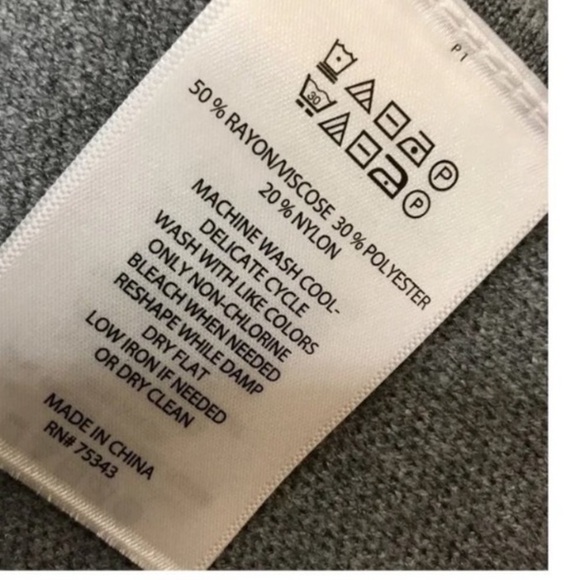 P1
30
P
P
50 % RAYON/VISCOSE 30 % POLYESTER
20 % NYLON
MACHINE WASH COOL-
DELICATE CYCLE
WASH WITH LIKE COLORS
ONLY NON-CHLORINE
BLEACH WHEN NEEDED
RESHAPE WHILE DAMP
DRY FLAT
LOW IRON IF NEEDED
OR DRY CLEAN
MADE IN CHINA
RN# 75343